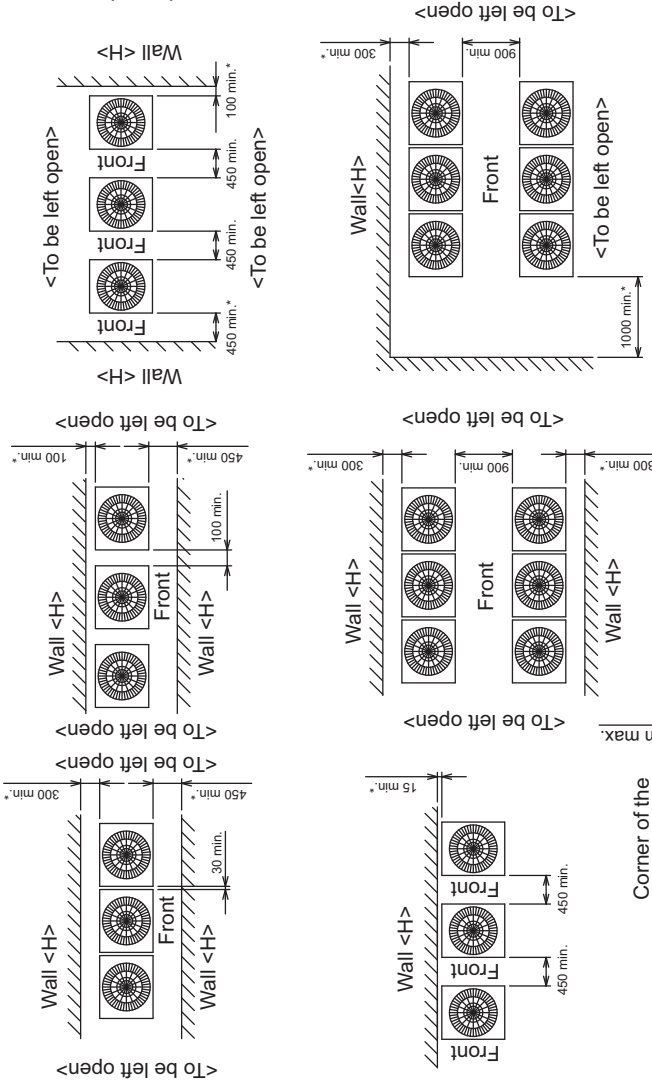 <To be left open>
Wall <H>
<To be left open>
Front
Front
Front
100 min.*
450 min.
450 min.
450 min.*
<To be left open>
Wall <H>
<To be left open>
300 min.*
900 min.
Wall<H>
Front
<To be left open>
1000 min.*
<To be left open>
100 min.*
450 min.*
Wall <H>
100 min.
Front
Wall <H>
<To be left open>
<To be left open>
300 min.*
900 min.
Wall <H>
Front
Wall <H>
<To be left open>
<To be left open>
300 min.*
450 min.*
Wall <H>
30 min.
Front
Wall <H>
<To be left open>
15 min.*
Wall <H>
Front
Front
Front
450 min.
450 min.
max.
Corner of the